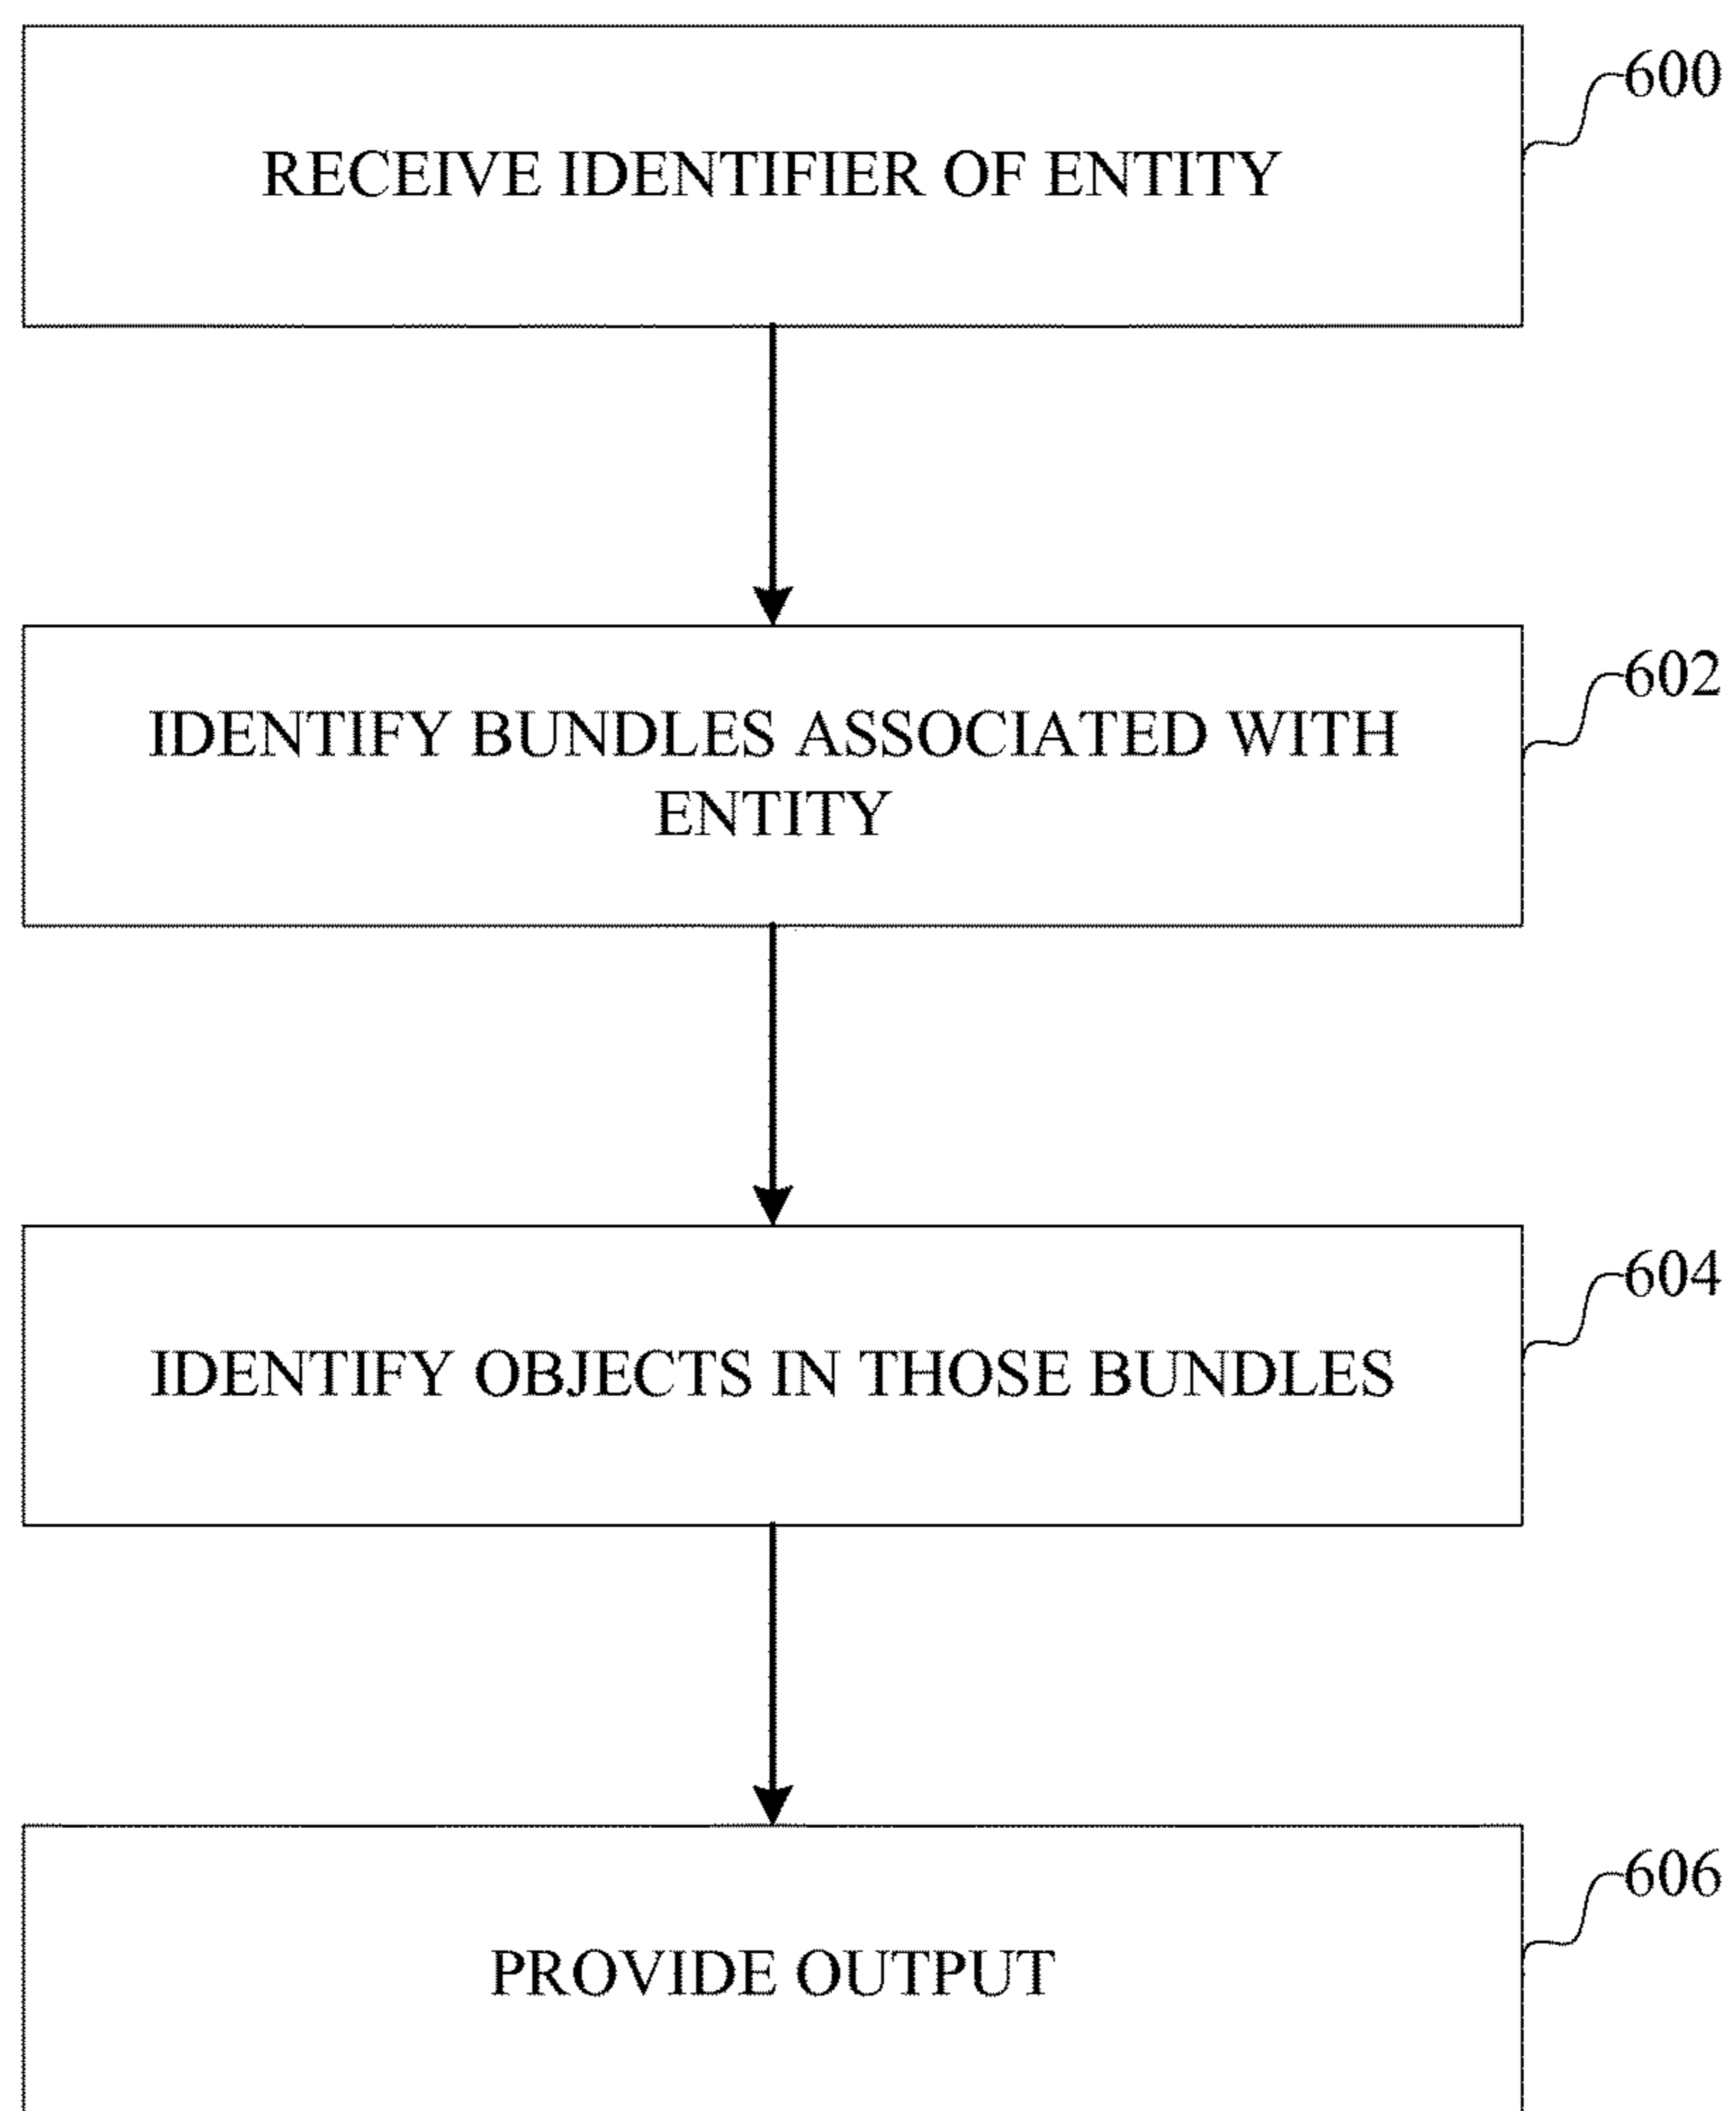 RECEIVE IDENTIFIER OF ENTITY
600
IDENTIFY BUNDLES ASSOCIATED WITH
ENTITY
602
IDENTIFY OBJECTS IN THOSE BUNDLES
604
PROVIDE OUTPUT
606